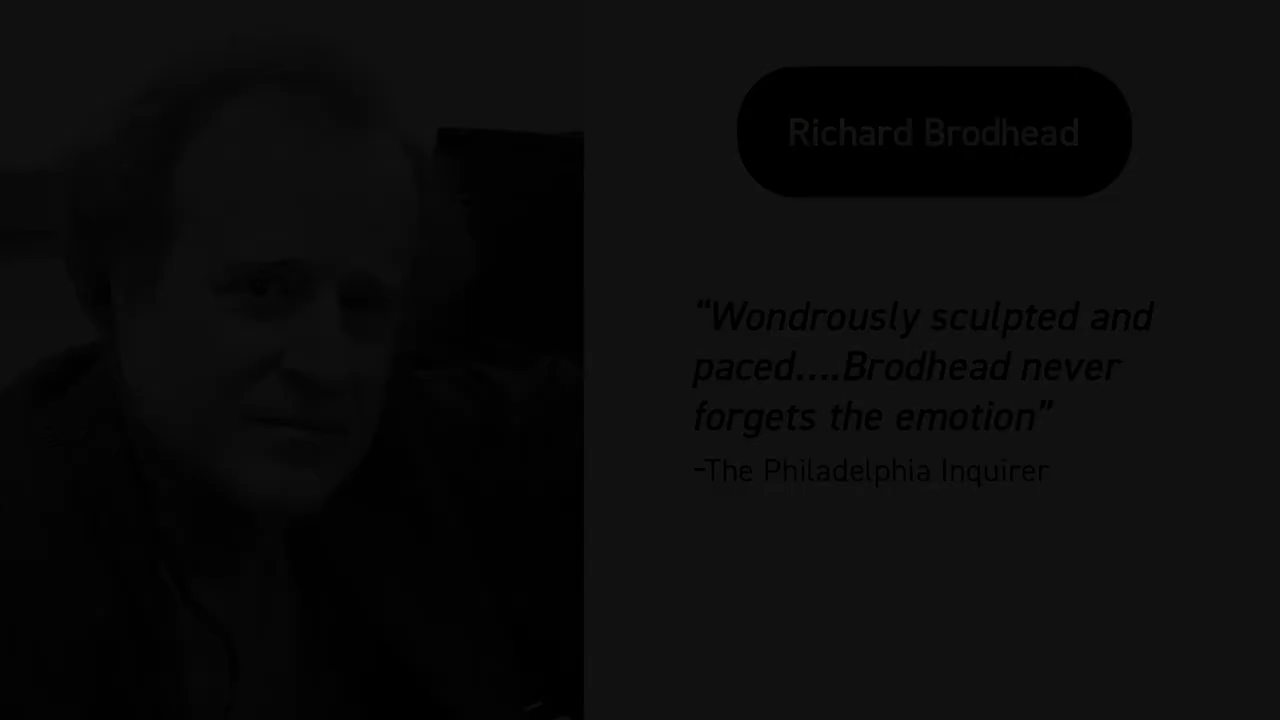 Richard Brodhead
"Wondrously sculpted and
paced....Brodhead never
forgets the emotion"
-The Philadelphia Inquirer